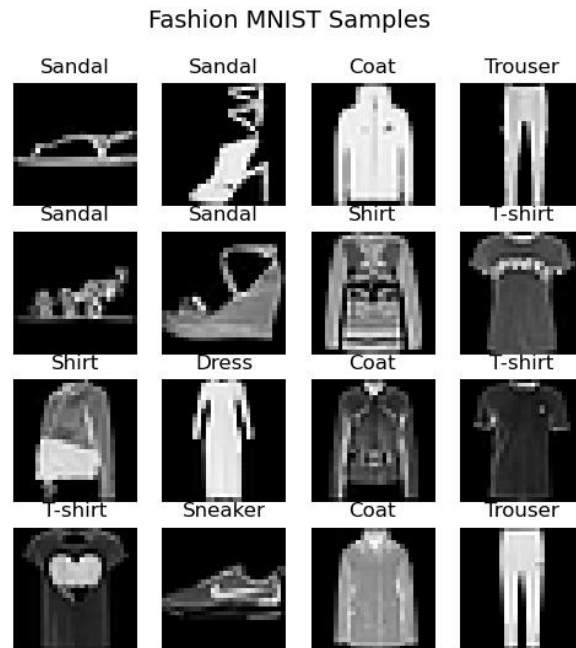 Fashion MNIST Samples
Sandal Sandal Coat Trouser
Sandal Sandal Shirt T-shirt
Shirt Dress Coat T-shirt
T-shirt Sneaker Coat Trouser